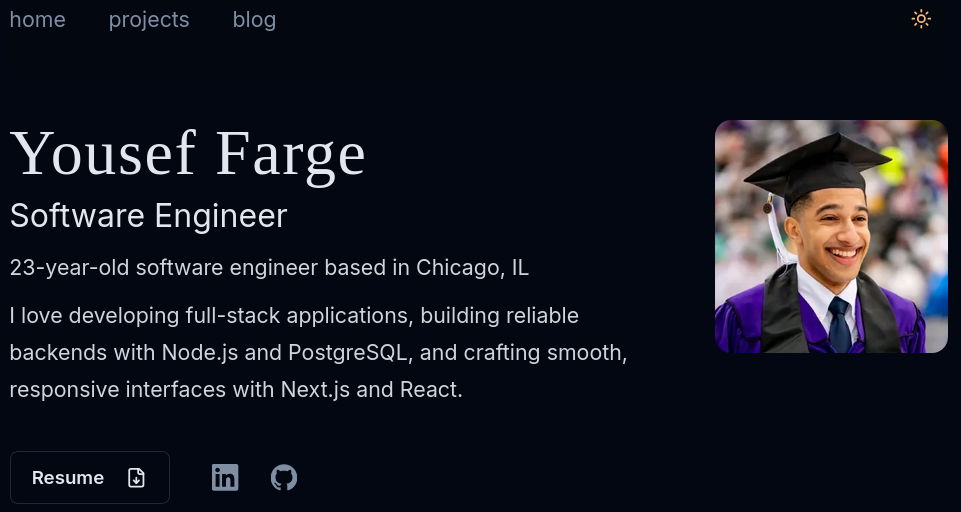 home projects blog
Yousef Farge
Software Engineer
23-year-old software engineer based in Chicago, IL
I love developing full-stack applications, building reliable
backends with Node.js and PostgreSQL, and crafting smooth,
responsive interfaces with Next.js and React.
Resume
in